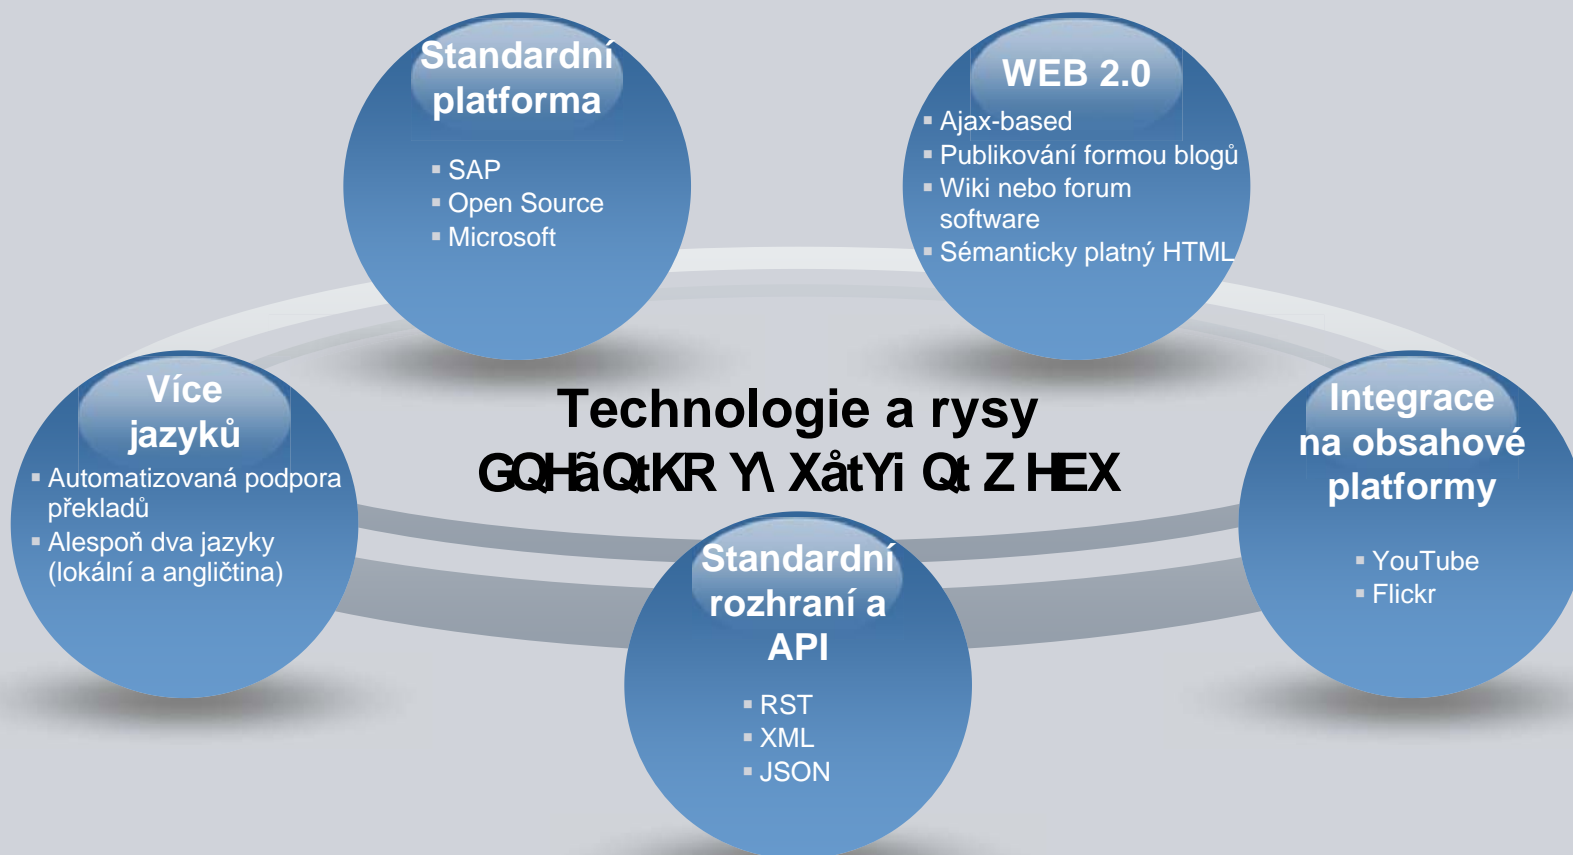 Standardní
platforma
▪ SAP
▪ Open Source
▪ Microsoft
WEB 2.0
▪ Ajax-based
▪ Publikování formou blogů
▪ Wiki nebo forum
software
▪ Sémanticky platný HTML
Více
jazyků
▪ Automatizovaná podpora
překladů
▪ Alespoň dva jazyky
(lokální a angličtina)
Technologie a rysy
Integrace
na obsahové
platformy
▪ YouTube
▪ Flickr
Standardní
rozhraní a
API
▪ RST
▪ XML
▪ JSON